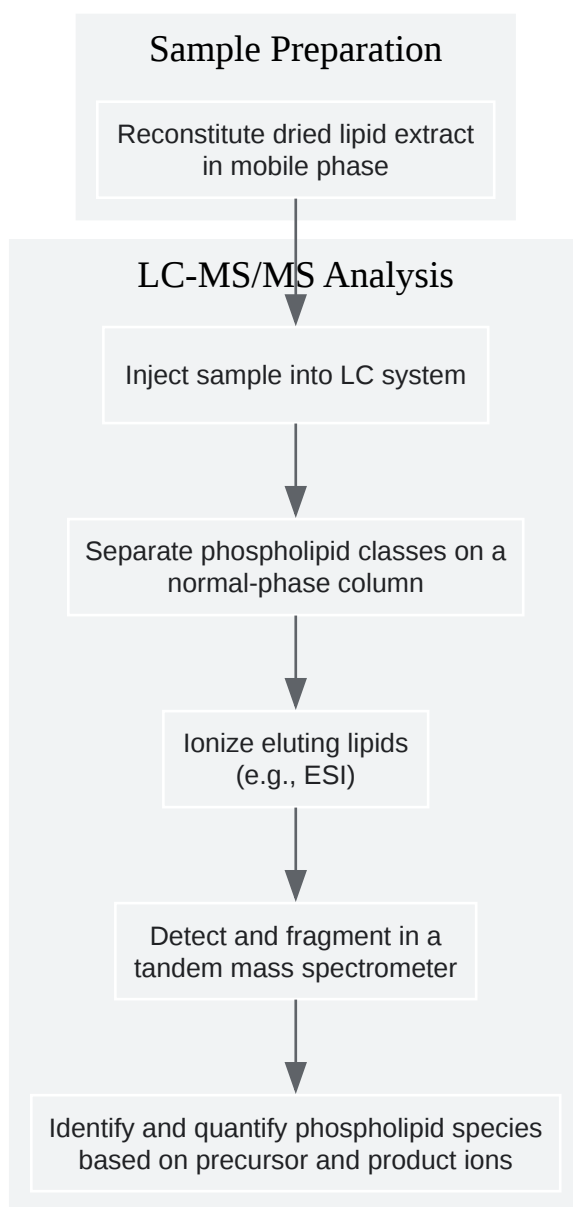 Sample Preparation
Reconstitute dried lipid extract
in mobile phase
LC-MS/MS Analysis
Inject sample into LC system
Separate phospholipid classes on a
normal-phase column
Ionize eluting lipids
(e.g., ESI)
Detect and fragment in a
tandem mass spectrometer
Identify and quantify phospholipid species
based on precursor and product ions